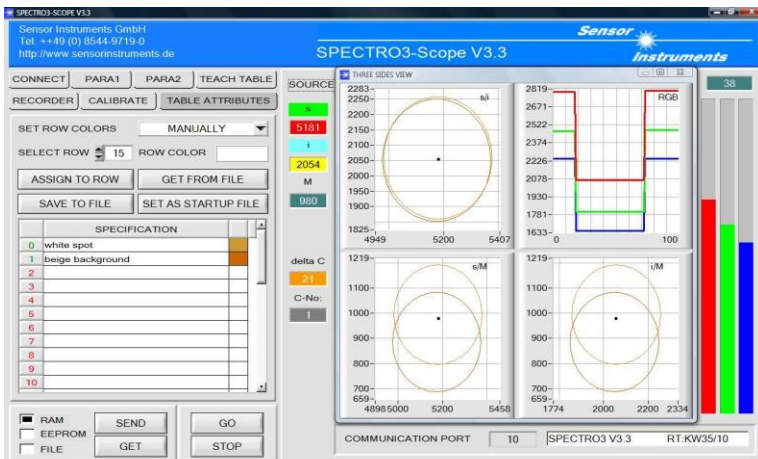 SPECTRO3-SCOPE V3.3
Sensor Instruments GmbH
Tel. ++49 (0) 8544-9719-0
http://www.sensorinstruments.de
SPECTRO3-Scope V3.3
Sensor
Instruments
CONNECT PARA1 PARA2 TEACH TABLE
RECORDER CALIBRATE TABLE ATTRIBUTES
SET ROW COLORS MANUALLY
SELECT ROW 15 ROW COLOR
ASSIGN TO ROW GET FROM FILE
SAVE TO FILE SET AS STARTUP FILE
SPECIFICATION
0 white spot
1 beige background
2
3
4
5
6
7
8
9
10
RAM
EEPROM
FILE
SEND
GET
GO
STOP
SOURCE
s
5181
i
2054
M
980
delta C
21
C-No:
1
THREE SIDES VIEW
s/i
2283-
2250-
2200-
2150-
2100-
2050-
2000-
1950-
1900-
1825-
4949 5200 5407
RGB
2819-
2671-
2522-
2374-
2226-
2078-
1930-
1781-
1633-
0 100
s/M
1219-
1100-
1000-
900-
800-
700-
659-
4898 5000 5200 5458
i/M
1219-
1100-
1000-
900-
800-
700-
659-
1774 2000 2200 2334
38
COMMUNICATION PORT 10 SPECTRO3 V3.3 RT:KW35/10